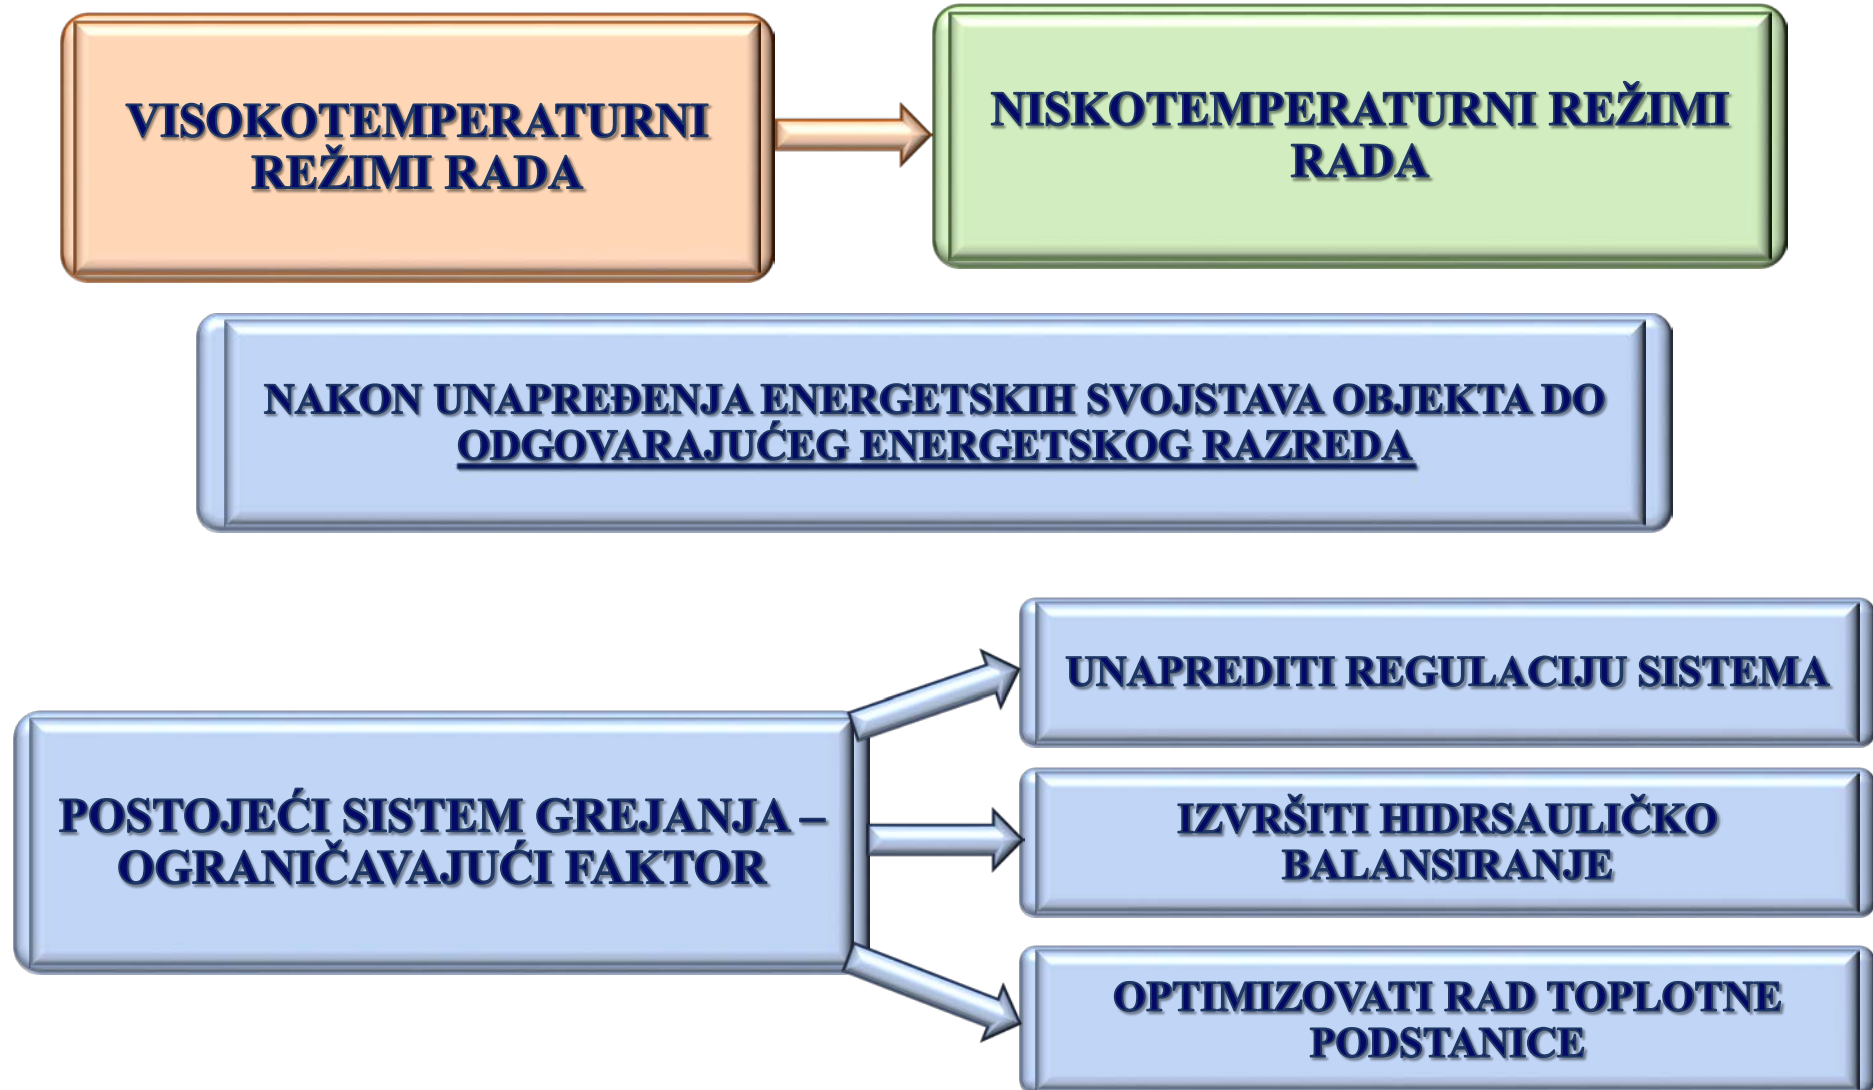 VISOKOTEMPERATURNI
REŽIMI RADA
NISKOTEMPERATURNI REŽIMI
RADA
NAKON UNAPREĐENJA ENERGETSKIH SVOJSTAVA OBJEKTA DO
ODGOVARAJUĆEG ENERGETSKOG RAZREDA
POSTOJEĆI SISTEM GREJANJA –
OGRANIČAVAJUĆI FAKTOR
UNAPREDITI REGULACIJU SISTEMA
IZVRŠITI HIDRSAULIČKO
BALANSIRANJE
OPTIMIZOVATI RAD TOPLOTNE
PODSTANICE